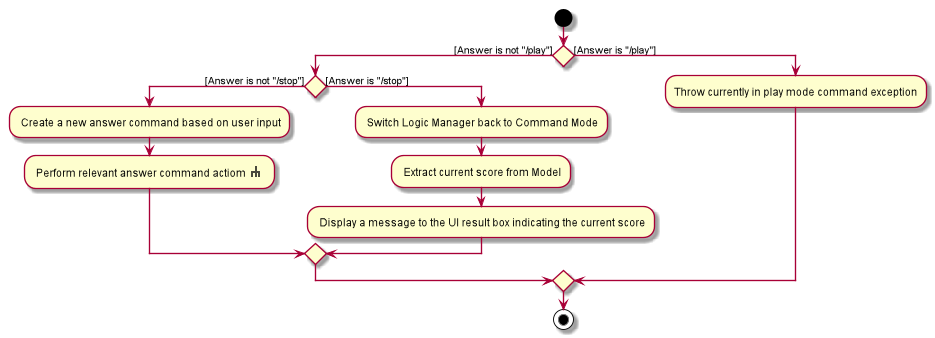 [Answer is not "/play"]
[Answer is "/play"]
[Answer is not "/stop"]
[Answer is "/stop"]
Throw currently in play mode command exception
Create a new answer command based on user input
Switch Logic Manager back to Command Mode
Perform relevant answer command actiom
Extract current score from Model
Display a message to the UI result box indicating the current score